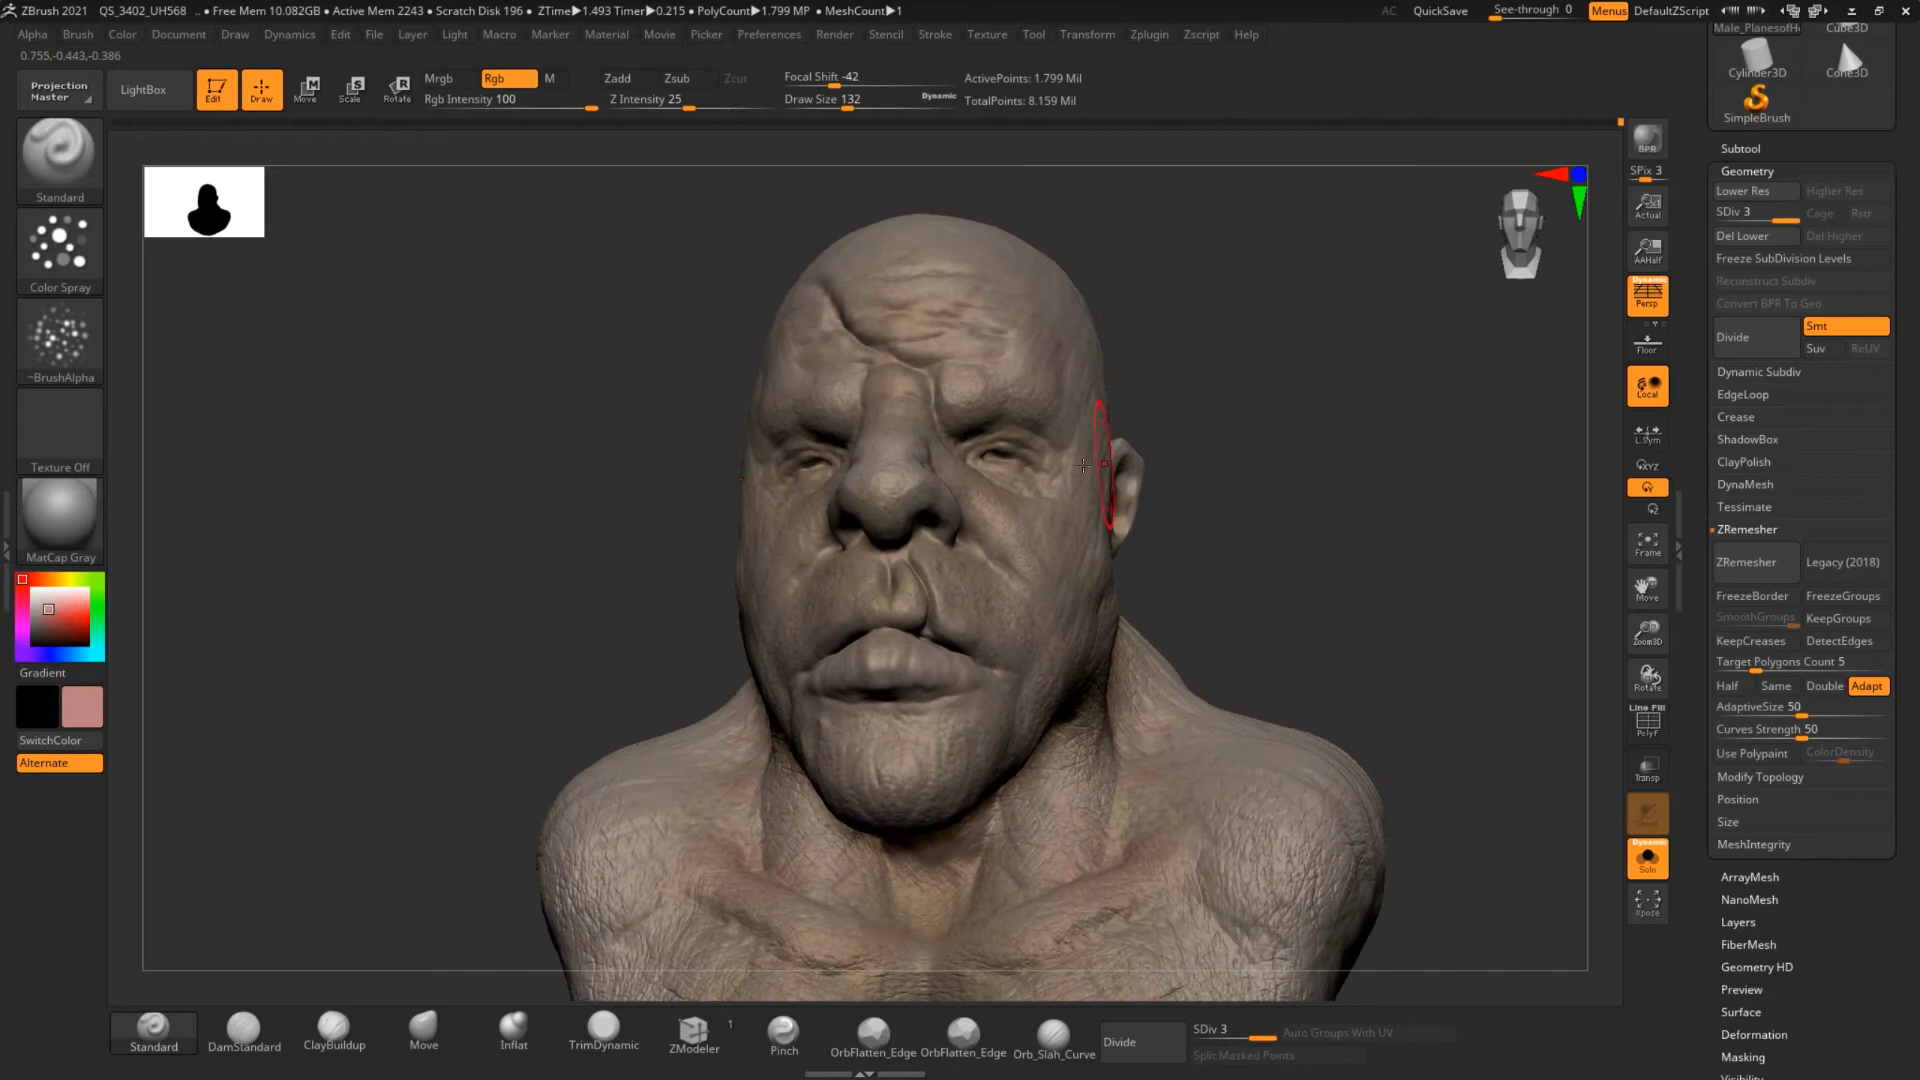 ZBrush 2021 QS_3402_UH568 .. ● Free Mem 10.082GB ● Active Mem 2243 ● Scratch Disk 196 ● ZTime▶1.493 Timer▶0.215 ● PolyCount▶1.799 MP ● MeshCount▶1 AC QuickSave See-through 0 Menus DefaultZScript
Alpha Brush Color Document Draw Dynamics Edit File Layer Light Macro Marker Material Movie Picker Preferences Render Stencil Stroke Texture Tool Transform Zplugin Zscript Help
0.755,-0.443,-0.386
Projection Master
LightBox
Edit
Draw
Move
Scale
Rotate
Mrgb Rgb M
Rgb Intensity 100
Zadd Zsub Zcut
Z Intensity 25
Focal Shift -42
Draw Size 132
Dynamic
ActivePoints: 1.799 Mil
TotalPoints: 8.159 Mil
Standard
Color Spray
~BrushAlpha
Texture Off
MatCap Gray
Gradient
SwitchColor
Alternate
BPR
SPix 3
Actual
AAHalf
Dynamic
Persp
Floor
Local
L.Sym
Frame
Move
Zoom3D
Rotate
Line Fill
PolyF
Transp
Dynamic
Solo
Xpose
Cube3D
Cylinder3D
Cone3D
SimpleBrush
Subtool
Geometry
Lower Res Higher Res
SDiv 3 Cage Rstr
Del Lower Del Higher
Freeze SubDivision Levels
Reconstruct Subdiv
Convert BPR To Geo
Divide
Smt
Suv ReUV
Dynamic Subdiv
EdgeLoop
Crease
ShadowBox
ClayPolish
DynaMesh
Tessimate
ZRemesher
ZRemesher Legacy (2018)
FreezeBorder FreezeGroups
SmoothGroups KeepGroups
KeepCreases DetectEdges
Target Polygons Count 5
Half Same Double Adapt
AdaptiveSize 50
Curves Strength 50
Use Polypaint ColorDensity
Modify Topology
Position
Size
MeshIntegrity
ArrayMesh
NanoMesh
Layers
FiberMesh
Geometry HD
Preview
Surface
Deformation
Masking
Standard DamStandard ClayBuildup Move Inflat TrimDynamic ZModeler 1 Pinch OrbFlatten_Edge OrbFlatten_Edge Orb_Slah_Curve
Divide
SDiv 3
Auto Groups With UV
Split Masked Points